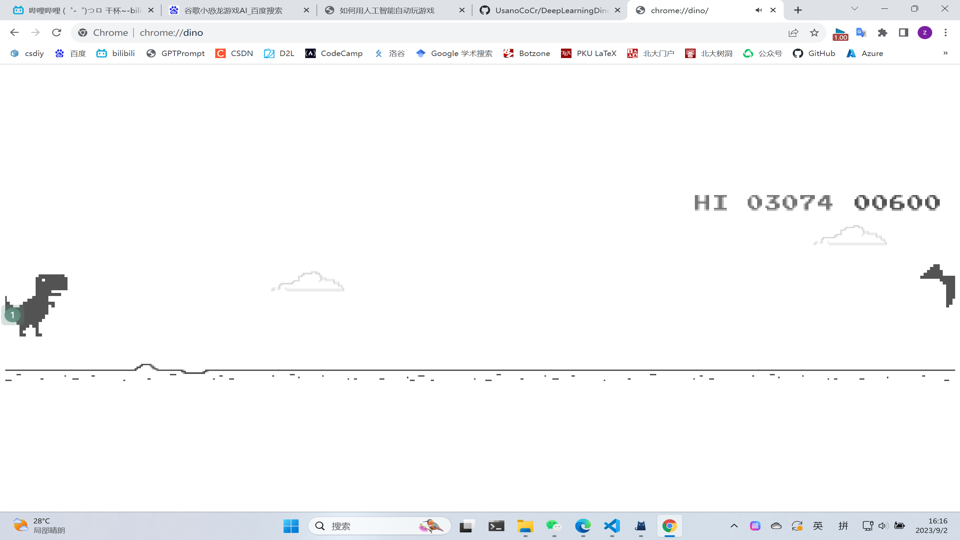 哔哩哔哩 (゜-゜)つロ 干杯~-bili
谷歌小恐龙游戏AI_百度搜索
如何用人工智能自动玩游戏
UsanoCoCr/DeepLearningDin
chrome://dino/
Chrome | chrome://dino
1.00
z
csdiy
百度
bilibili
GPTPrompt
CSDN
D2L
CodeCamp
洛谷
Google 学术搜索
Botzone
PKU LaTeX
北大门户
北大树洞
公众号
GitHub
Azure
»
HI 03074 00600
1
28°C
局部晴朗
搜索
英
拼
16:16
2023/9/2